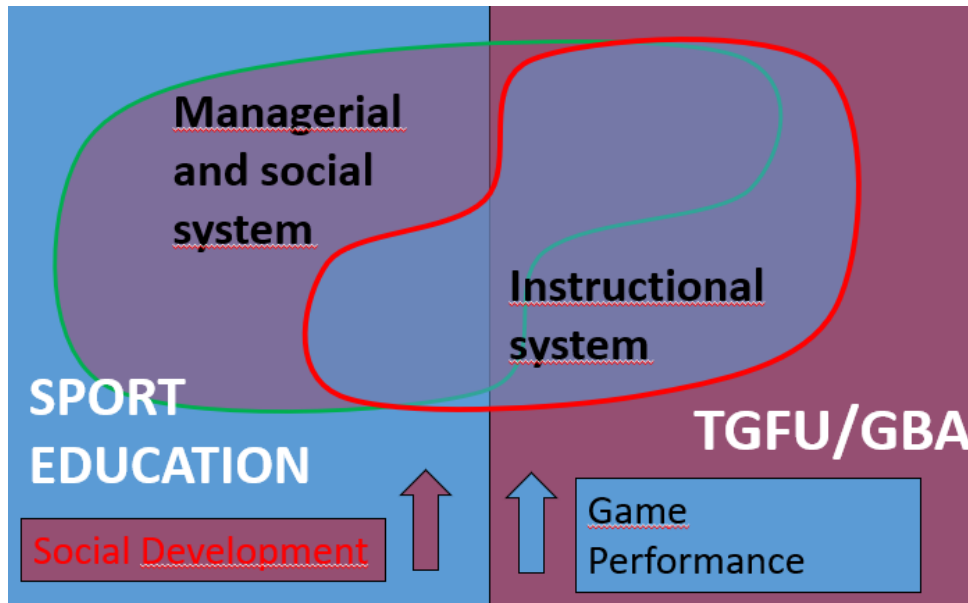 Managerial
and social
system
Instructional
system
SPORT
EDUCATION
TGFU/GBA
Social Development
Game
Performance